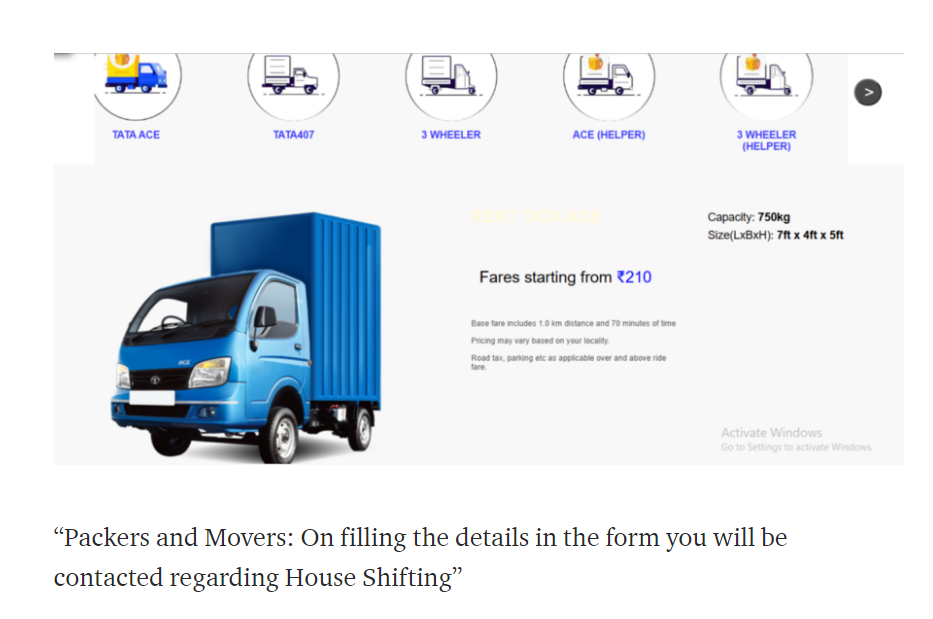 TATA ACE
TATA407
3 WHEELER
ACE (HELPER)
3 WHEELER
(HELPER)
>
RENT TATA ACE
Capacity: 750kg
Size(LxBxH): 7ft x 4ft x 5ft
Fares starting from ₹210
Base fare includes 1.0 km distance and 70 minutes of time
Pricing may vary based on your locality.
Road tax, parking etc as applicable over and above ride
fare.
ACE
Activate Windows
Go to Settings to activate Windows.
“Packers and Movers: On filling the details in the form you will be
contacted regarding House Shifting”